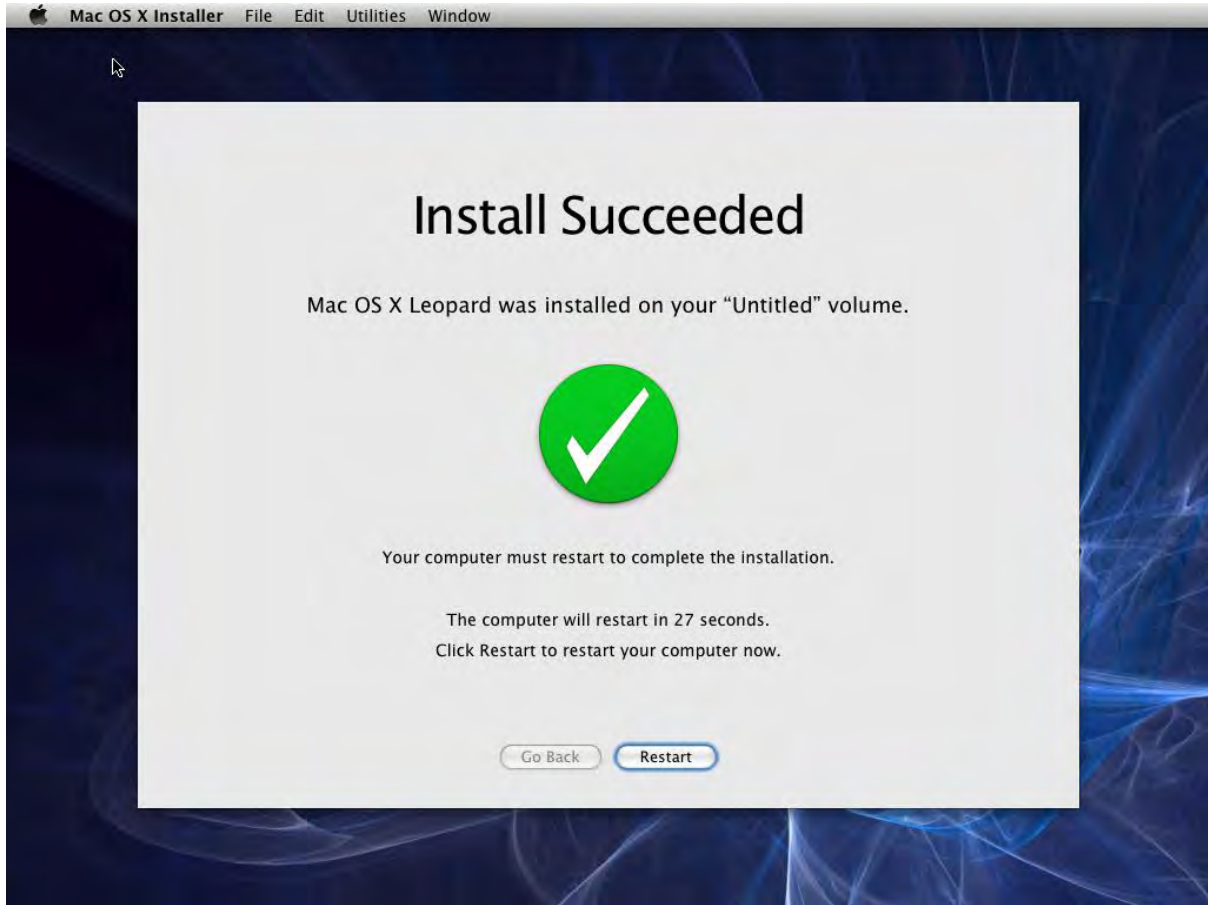 Mac OS X Installer File Edit Utilities Window
Install Succeeded
Mac OS X Leopard was installed on your “Untitled” volume.
Your computer must restart to complete the installation.
The computer will restart in 27 seconds.
Click Restart to restart your computer now.
Go Back Restart